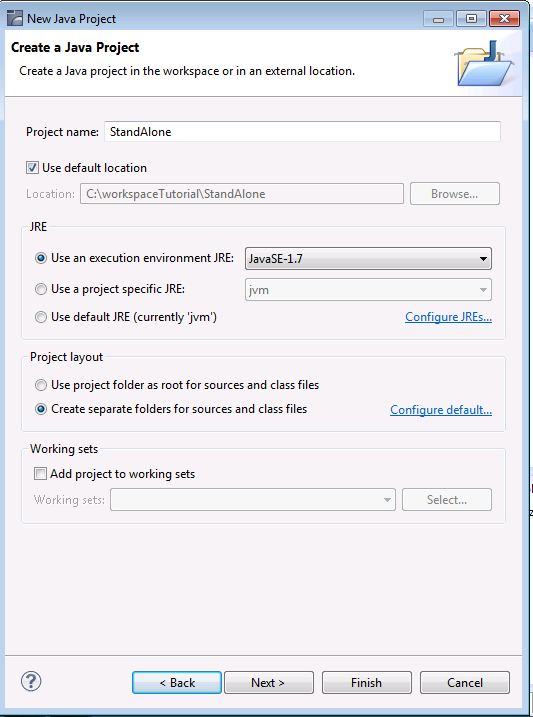 New Java Project
Create a Java Project
Create a Java project in the workspace or in an external location.
Project name: StandAlone
Use default location
Location: C:\workspaceTutorial\StandAlone Browse...
JRE
Use an execution environment JRE: JavaSE-1.7
Use a project specific JRE: jvm
Use default JRE (currently 'jvm') Configure JREs...
Project layout
Use project folder as root for sources and class files
Create separate folders for sources and class files Configure default...
Working sets
Add project to working sets
Working sets: Select...
? < Back Next > Finish Cancel